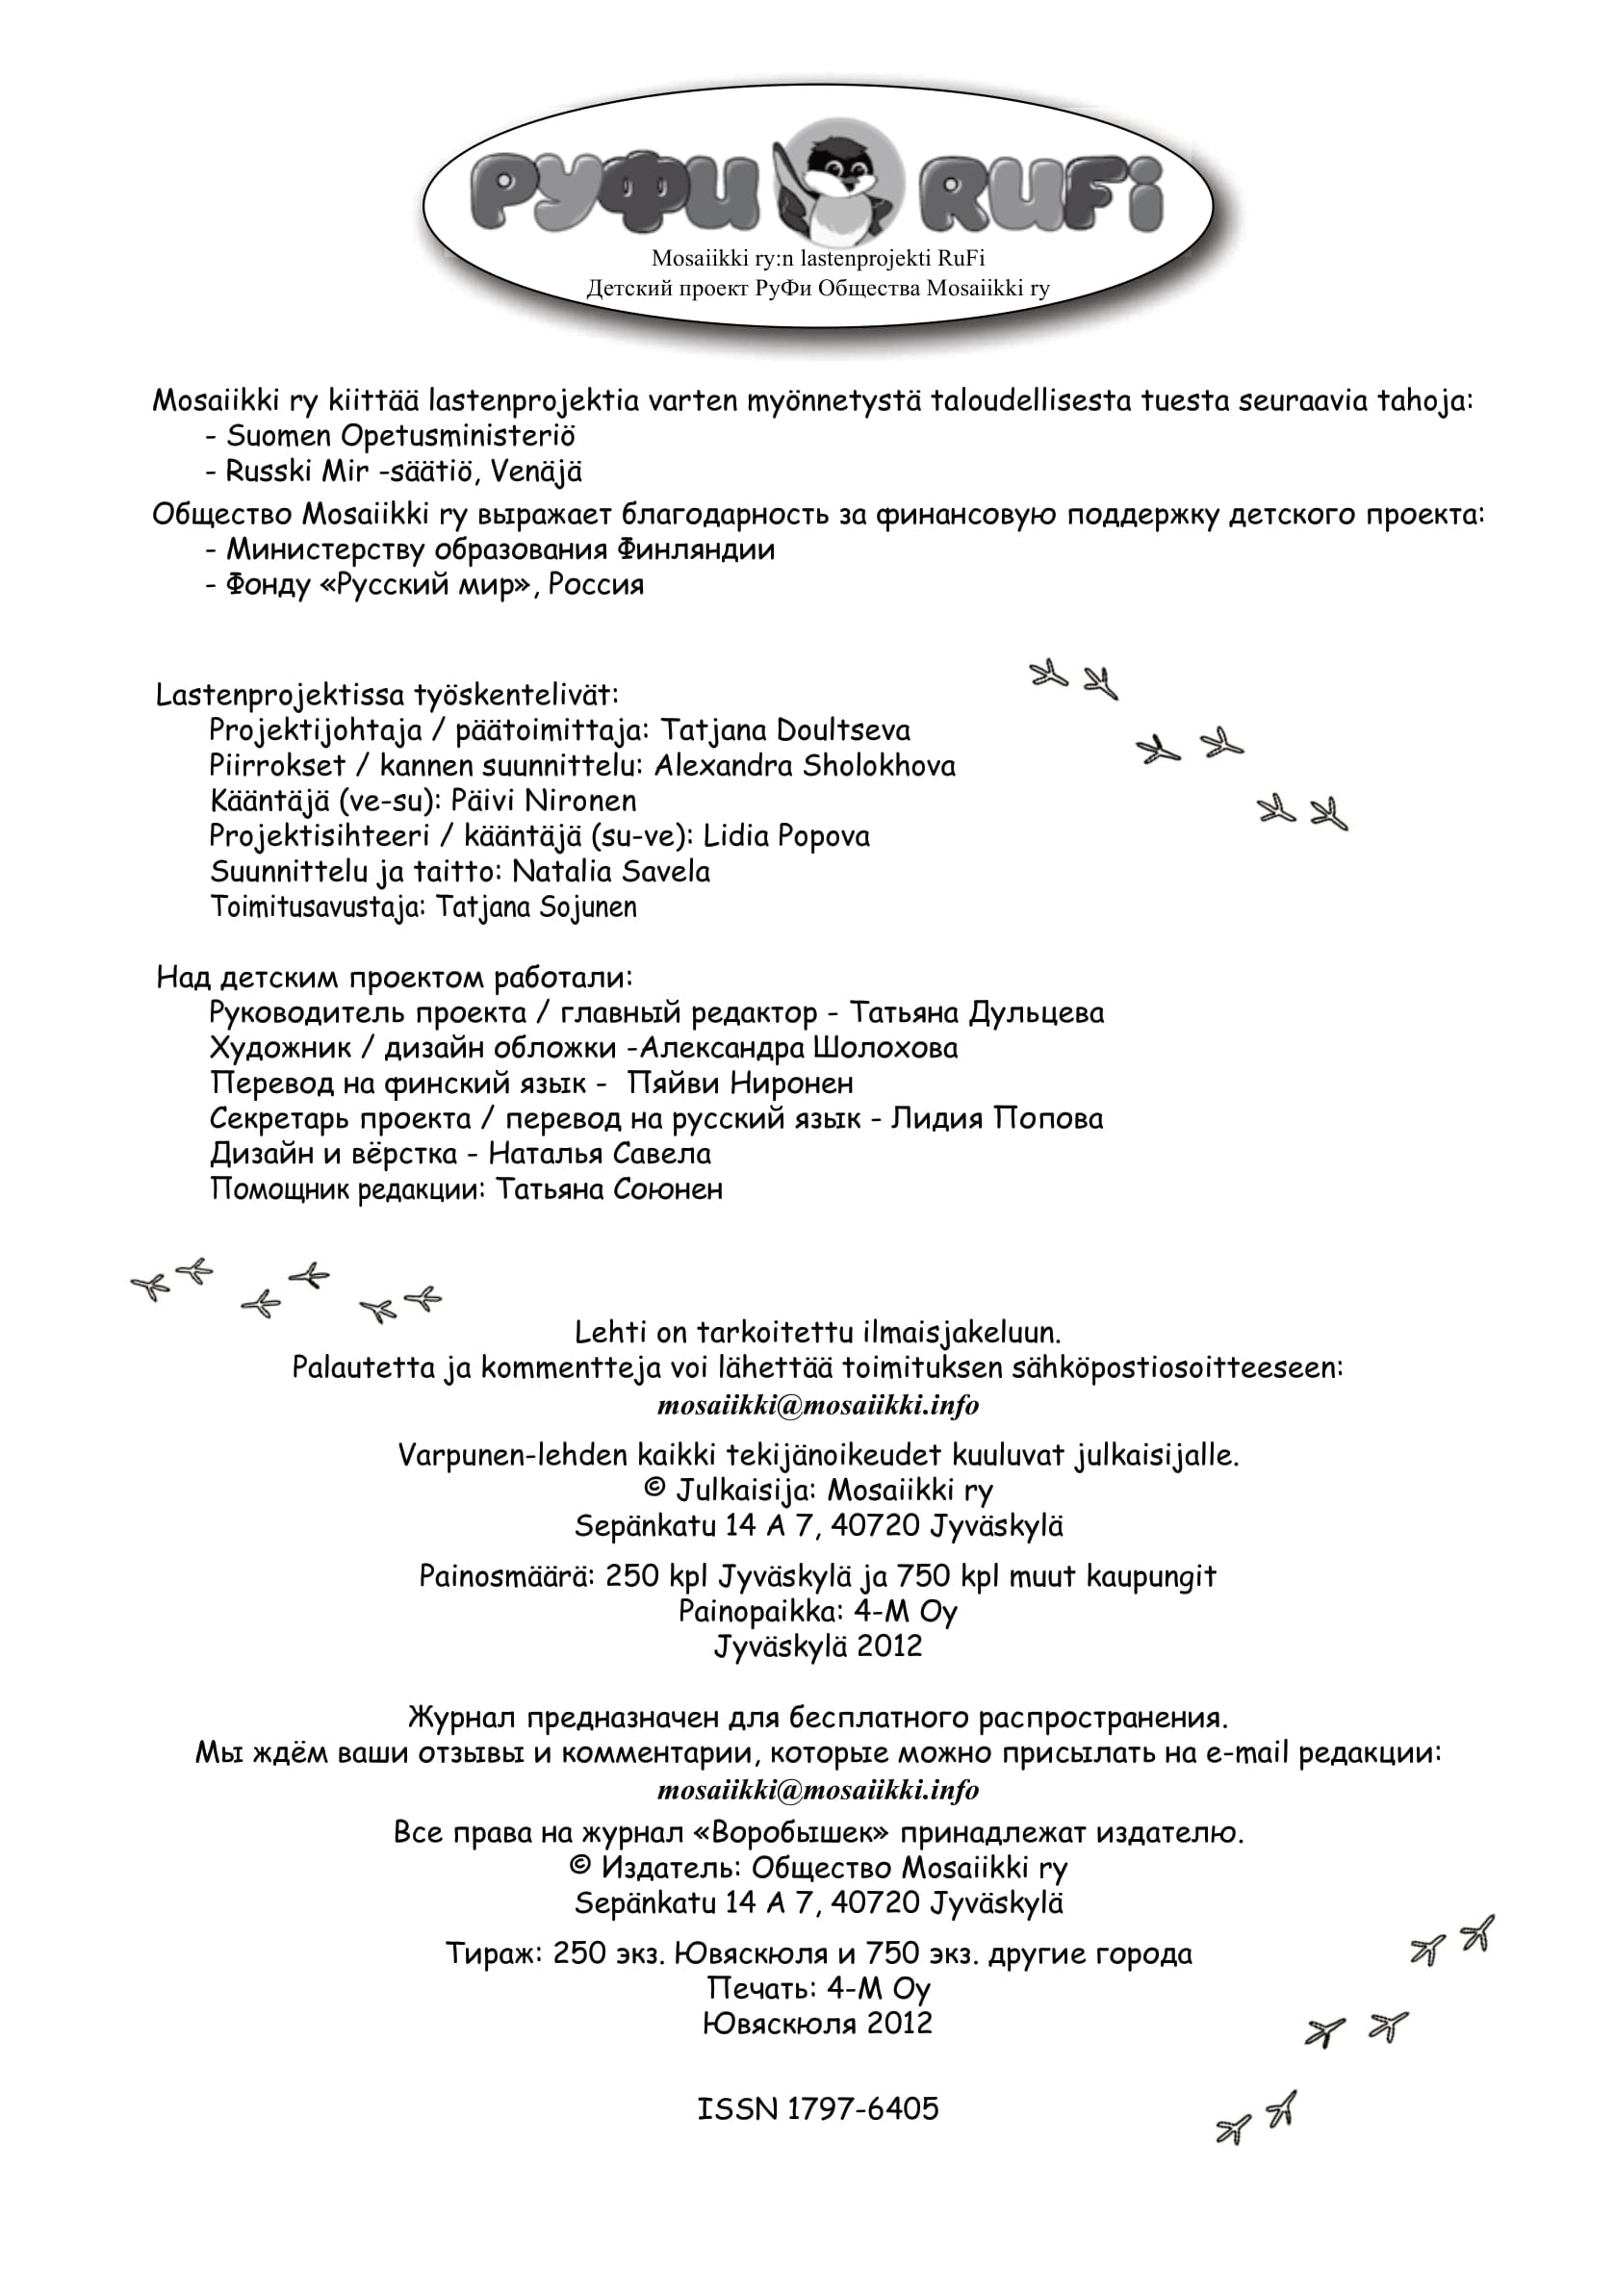 РУФИ RUFi
Mosaiikki ry:n lastenprojekti RuFi
Детский проект РуФи Общества Mosaiikki ry
Mosaiikki ry kiittää lastenprojektia varten myönnetystä taloudellisesta tuesta seuraavia tahoja:
- Suomen Opetusministeriö
- Russki Mir -säätiö, Venäjä
Общество Mosaiikki ry выражает благодарность за финансовую поддержку детского проекта:
- Министерству образования Финляндии
- Фонду «Русский мир», Россия
Lastenprojektissa työskentelivät:
Projektijohtaja / päätoimittaja: Tatjana Doultseva
Piirrokset / kannen suunnittelu: Alexandra Sholokhova
Kääntäjä (ve-su): Päivi Nironen
Projektisihteeri / kääntäjä (su-ve): Lidia Popova
Suunnittelu ja taitto: Natalia Savela
Toimitusavustaja: Tatjana Sojunen
Над детским проектом работали:
Руководитель проекта / главный редактор - Татьяна Дульцева
Художник / дизайн обложки -Александра Шолохова
Перевод на финский язык - Пяйви Ниронен
Секретарь проекта / перевод на русский язык - Лидия Попова
Дизайн и вёрстка - Наталья Савела
Помощник редакции: Татьяна Союнен
Lehti on tarkoitettu ilmaisjakeluun.
Palautetta ja kommentteja voi lähettää toimituksen sähköpostiosoitteeseen:
mosaiikki@mosaiikki.info
Varpunen-lehden kaikki tekijänoikeudet kuuluvat julkaisijalle.
© Julkaisija: Mosaiikki ry
Sepänkatu 14 A 7, 40720 Jyväskylä
Painosmäärä: 250 kpl Jyväskylä ja 750 kpl muut kaupungit
Painopaikka: 4-M Oy
Jyväskylä 2012
Журнал предназначен для бесплатного распространения.
Мы ждём ваши отзывы и комментарии, которые можно присылать на e-mail редакции:
mosaiikki@mosaiikki.info
Все права на журнал «Воробышек» принадлежат издателю.
© Издатель: Общество Mosaiikki ry
Sepänkatu 14 A 7, 40720 Jyväskylä
Тираж: 250 экз. Ювяскюля и 750 экз. другие города
Печать: 4-M Oy
Ювяскюля 2012
ISSN 1797-6405